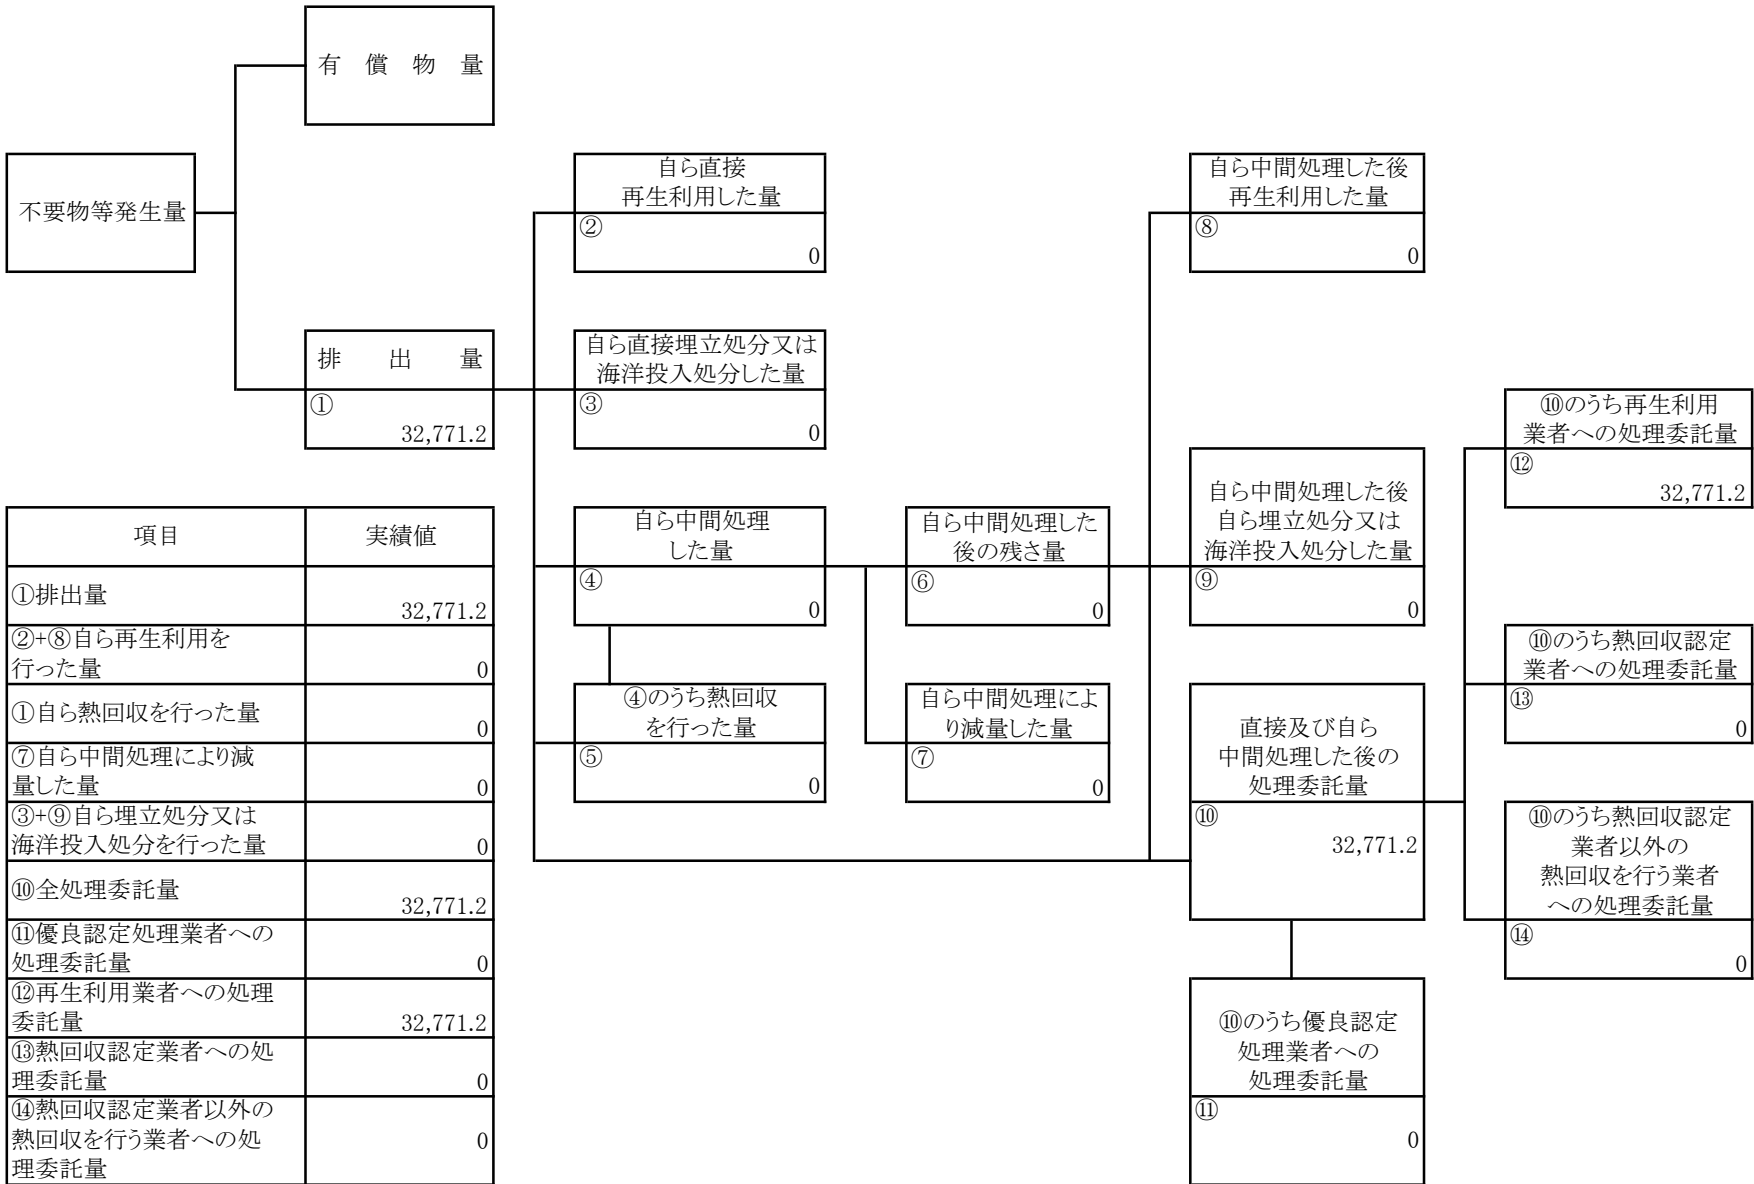 有 償 物 量
不要物等発生量
自ら直接
再生利用した量
②
0
自ら中間処理した後
再生利用した量
⑧
0
排 出 量
①
32,771.2
自ら直接埋立処分又は
海洋投入処分した量
③
0
⑩のうち再生利用
業者への処理委託量
⑫
32,771.2
自ら中間処理
した量
④
0
自ら中間処理した
後の残さ量
⑥
0
自ら中間処理した後
自ら埋立処分又は
海洋投入処分した量
⑨
0
⑩のうち熱回収認定
業者への処理委託量
⑬
0
④のうち熱回収
を行った量
⑤
0
自ら中間処理によ
り減量した量
⑦
0
直接及び自ら
中間処理した後の
処理委託量
⑩
32,771.2
⑩のうち熱回収認定
業者以外の
熱回収を行う業者
への処理委託量
⑭
0
⑩のうち優良認定
処理業者への
処理委託量
⑪
0
項目 実績値
①排出量
32,771.2
②+⑧自ら再生利用を
行った量 0
①自ら熱回収を行った量
0
⑦自ら中間処理により減
量した量 0
③+⑨自ら埋立処分又は
海洋投入処分を行った量 0
⑩全処理委託量
32,771.2
⑪優良認定処理業者への
処理委託量 0
⑫再生利用業者への処理
委託量 32,771.2
⑬熱回収認定業者への処
理委託量 0
⑭熱回収認定業者以外の
熱回収を行う業者への処 0
理委託量